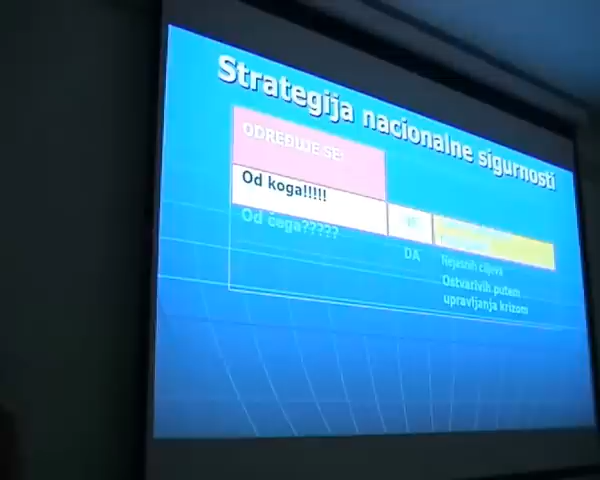 Strategija nacionalne sigurnosti
ODREĐUJE SE:
Od koga!!!!!
Od čega?????
DA
Nejasnih ciljeva
Ostvarivih putem
upravljanja krizom